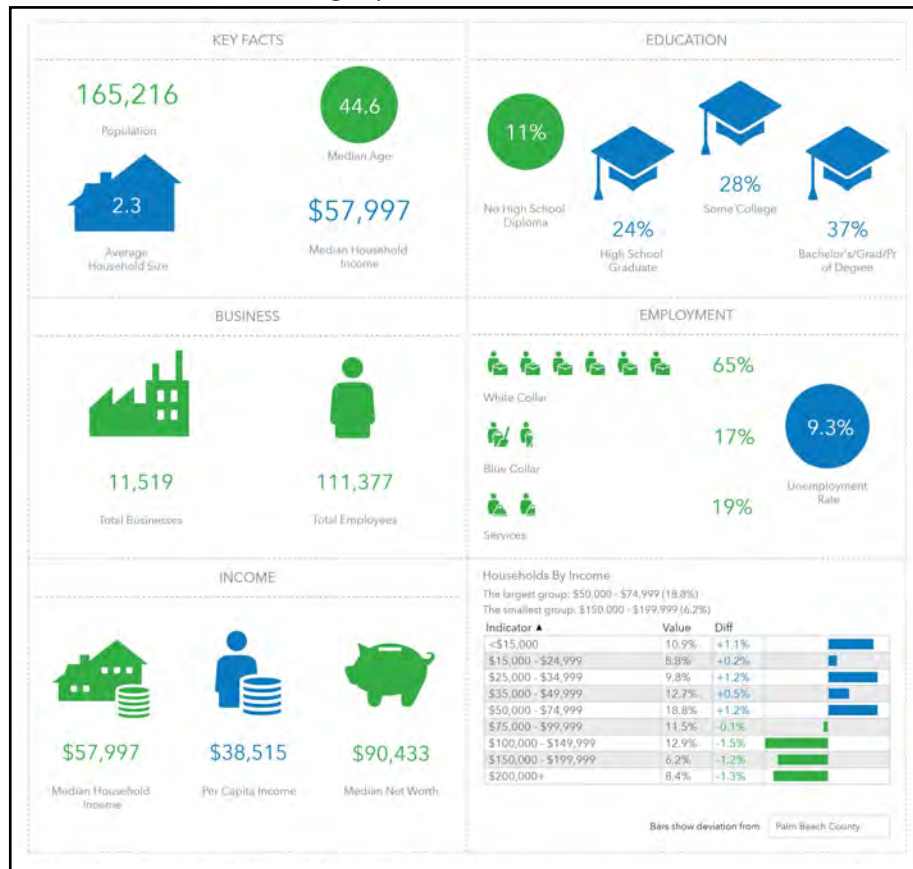 KEY FACTS
165,216
Population
44.6
Median Age
2.3
Average
Household Size
$57,997
Median Household
Income
EDUCATION
11%
No High School
Diploma
24%
High School
Graduate
28%
Some College
37%
Bachelor's/Grad/Pr
of Degree
BUSINESS
11,519
Total Businesses
111,377
Total Employees
EMPLOYMENT
65%
White Collar
17%
Blue Collar
19%
Services
9.3%
Unemployment
Rate
INCOME
$57,997
Median Household
Income
$38,515
Per Capita Income
$90,433
Median Net Worth
Households By Income
The largest group: $50,000 - $74,999 (18.8%)
The smallest group: $150,000 - $199,999 (6.2%)
Indicator ▲ Value Diff
<$15,000 10.9% +1.1%
$15,000 - $24,999 8.8% +0.2%
$25,000 - $34,999 9.8% +1.2%
$35,000 - $49,999 12.7% +0.5%
$50,000 - $74,999 18.8% +1.2%
$75,000 - $99,999 11.5% -0.1%
$100,000 - $149,999 12.9% -1.5%
$150,000 - $199,999 6.2% -1.2%
$200,000+ 8.4% -1.3%
Bars show deviation from Palm Beach County